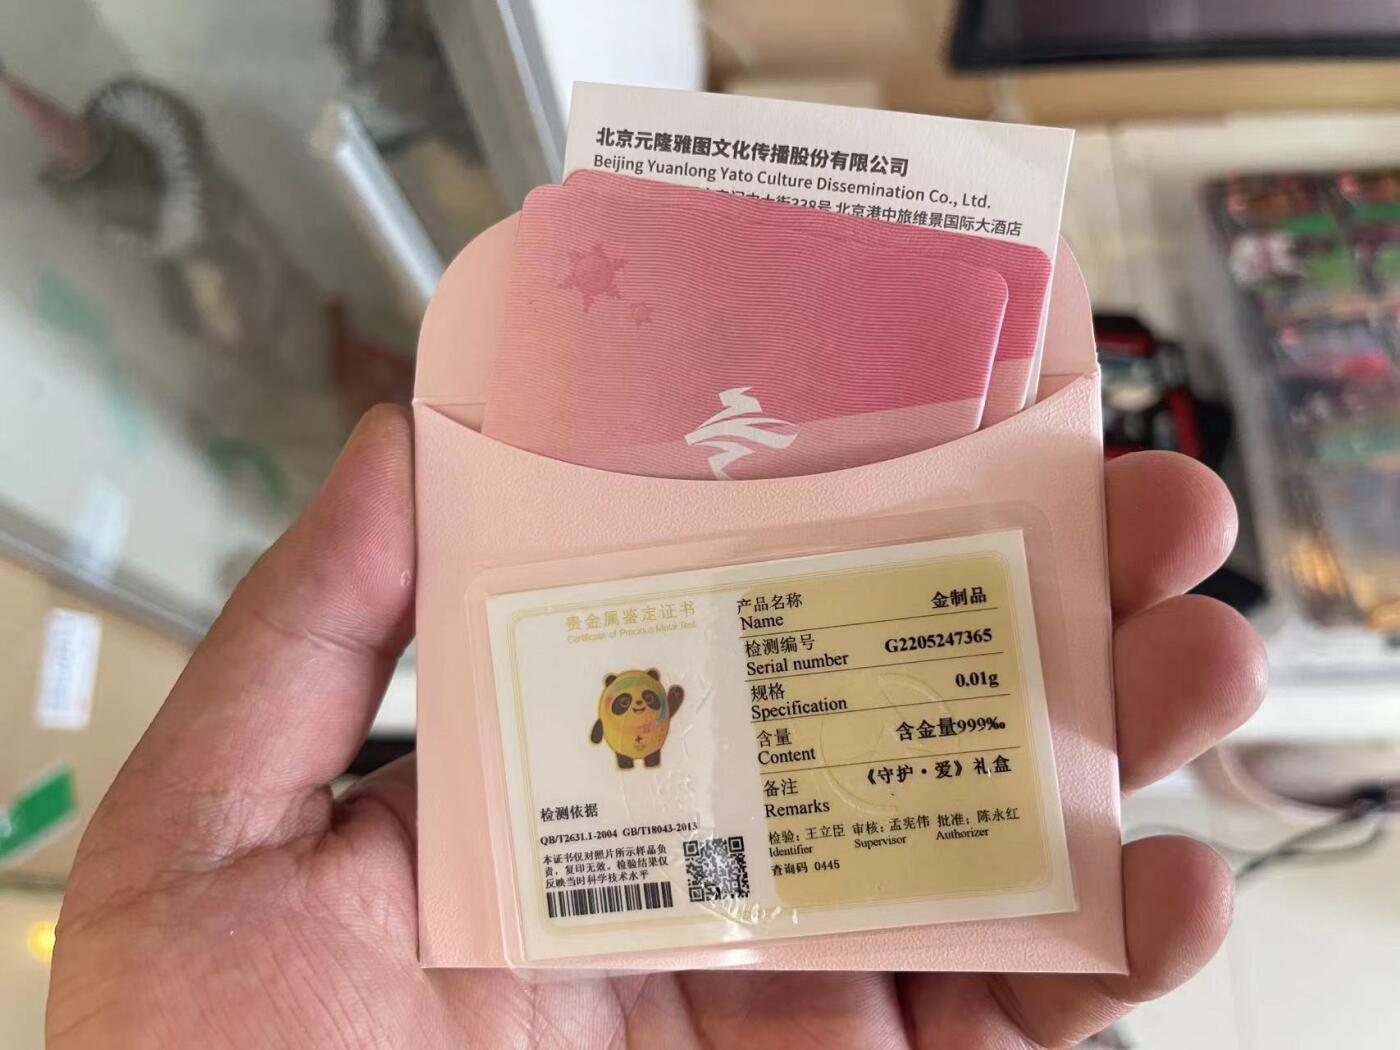 北京元隆雅图文化传播股份有限公司
Beijing Yuanlong Yato Culture Dissemination Co., Ltd.
大街338号 北京港中旅维景国际大酒店
贵金属鉴定证书
Certificate of Precious Metal Test
产品名称 金制品
Name
检测编号 G2205247365
Serial number
规格 0.01g
Specification
含量 含金量999‰
Content
备注 《守护·爱》礼盒
Remarks
检测依据
QB/T2631.1-2004 GB/T18043-2013
本证书仅对照片所示样品负
责，复印无效。检验结果仅
反映当时科学技术水平
检验：王立臣 审核：孟宪伟 批准：陈永红
Identifier Supervisor Authorizer
查询码 0445